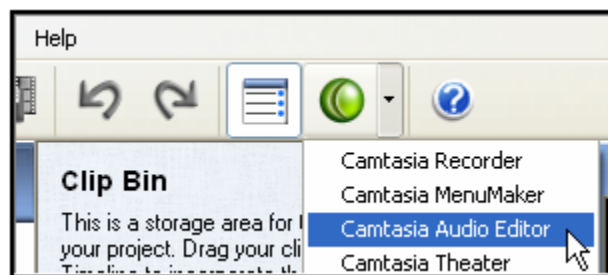 Help
Clip Bin
This is a storage area for
your project. Drag your cli
Camtasia Recorder
Camtasia MenuMaker
Camtasia Audio Editor
Camtasia Theater